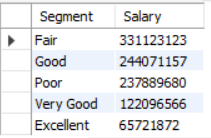 Segment Salary
Fair 331123123
Good 244071157
Poor 237889680
Very Good 122096566
Excellent 65721872